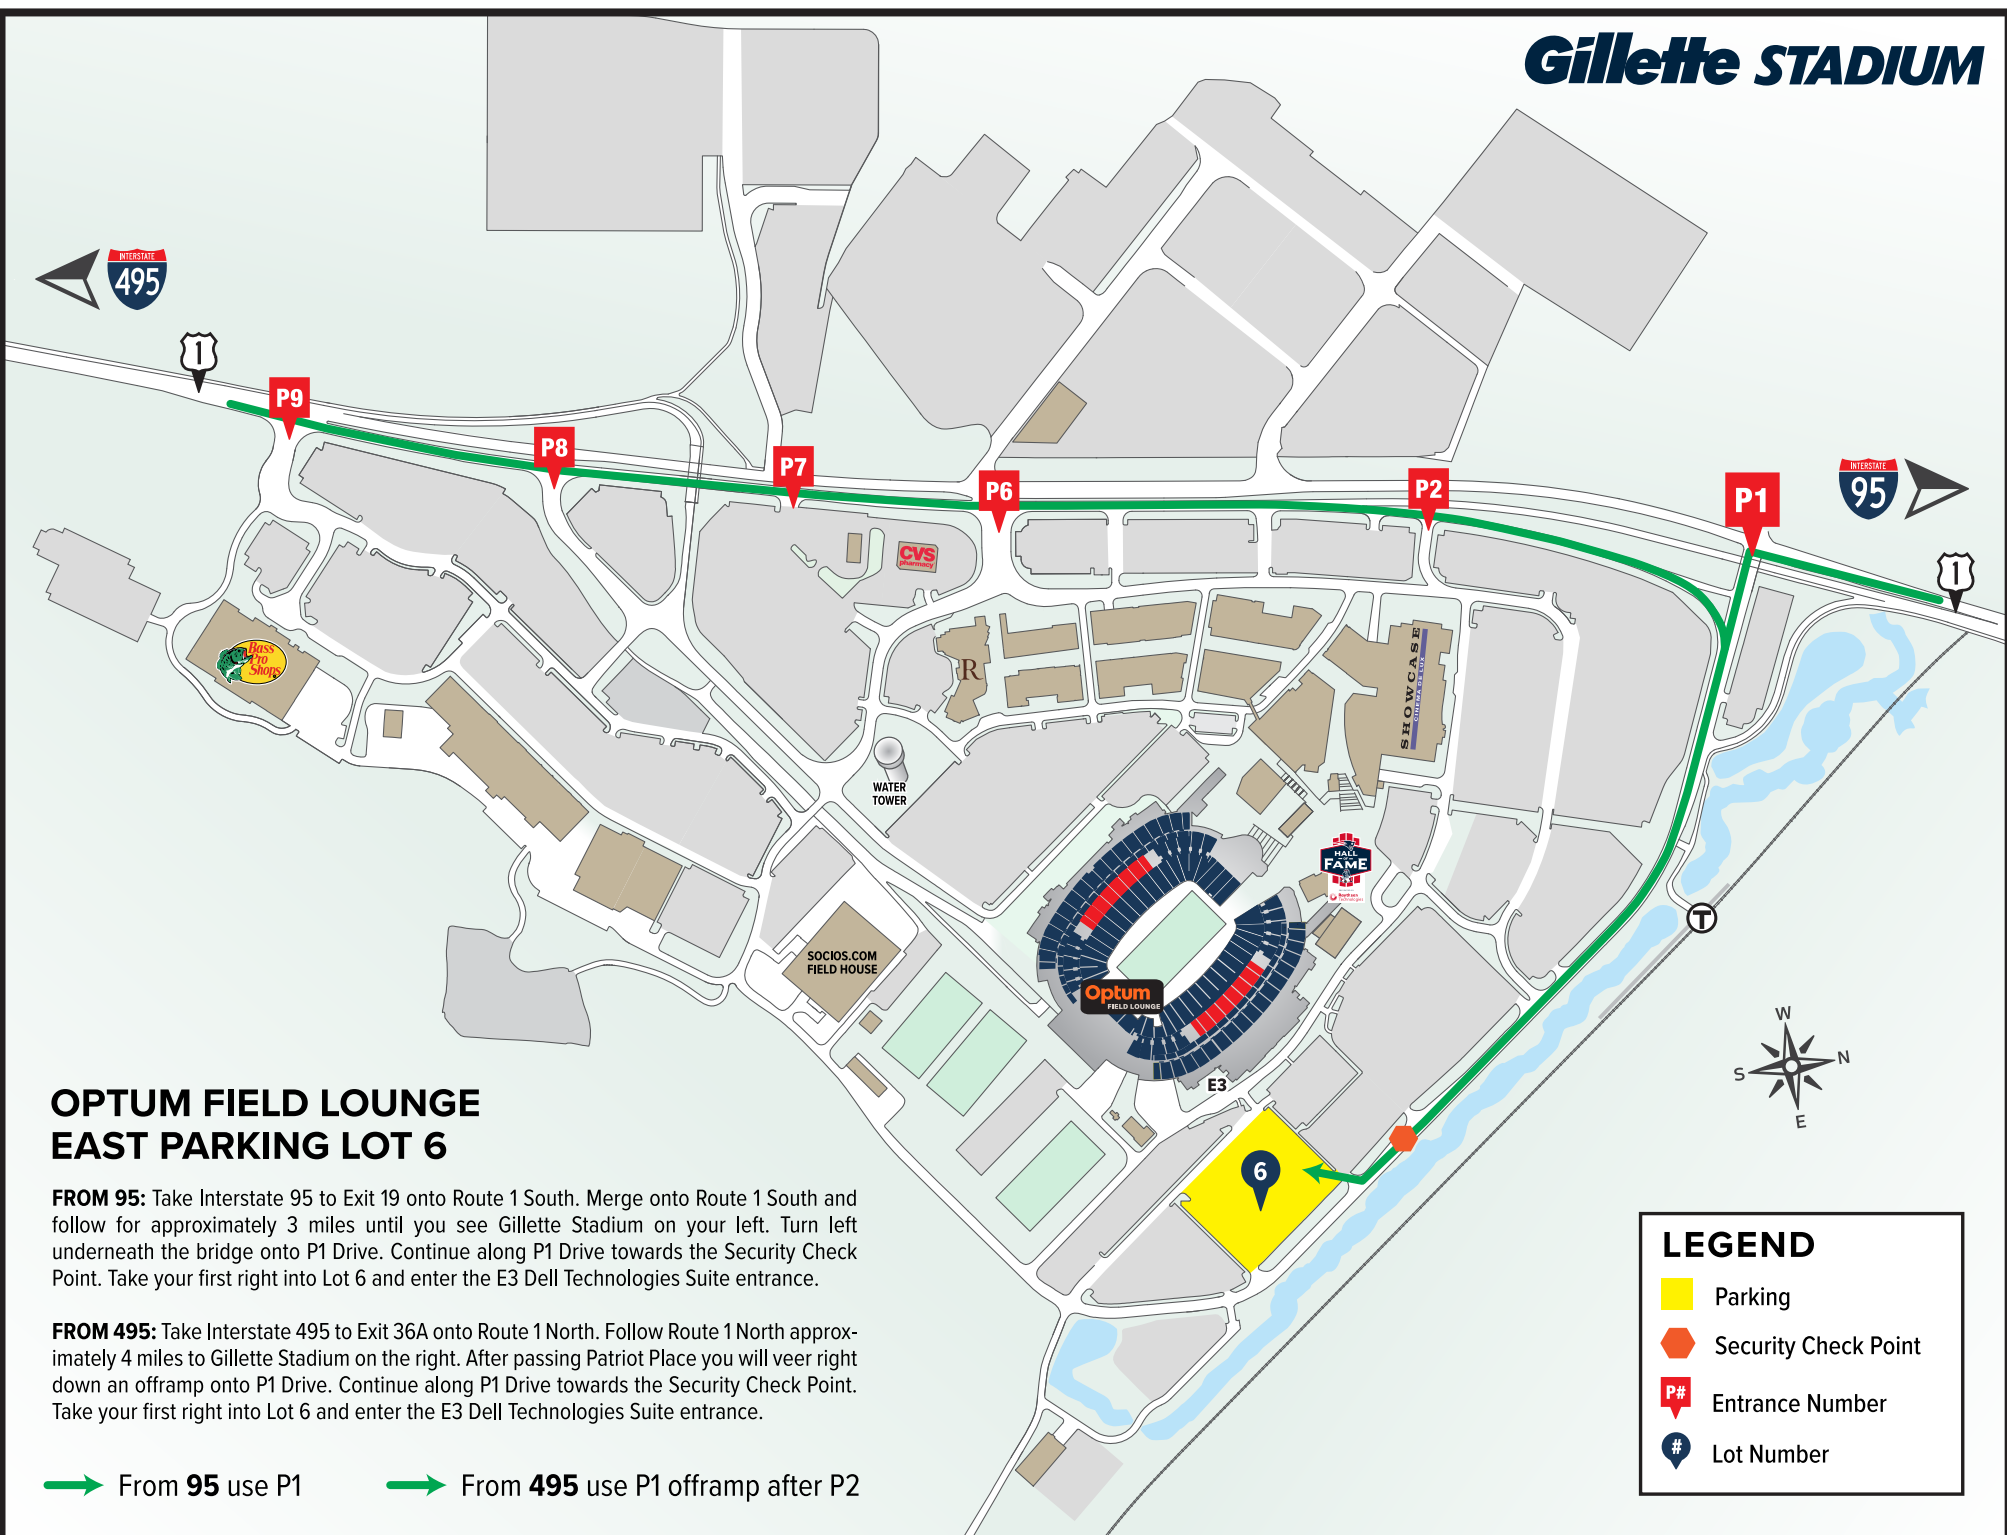 Gillette STADIUM
INTERSTATE
495
1
P9
P8
P7
P6
P2
P1
INTERSTATE
95
1
CVS
pharmacy
Bass
Pro
Shops
R
SHOWCASE
CINEMA DE LUX
WATER
TOWER
HALL
OF
FAME
Raytheon
Technologies
T
SOCIOS.COM
FIELD HOUSE
Optum
FIELD LOUNGE
E3
W
N
S
E
6
OPTUM FIELD LOUNGE
EAST PARKING LOT 6
FROM 95: Take Interstate 95 to Exit 19 onto Route 1 South. Merge onto Route 1 South and
follow for approximately 3 miles until you see Gillette Stadium on your left. Turn left
underneath the bridge onto P1 Drive. Continue along P1 Drive towards the Security Check
Point. Take your first right into Lot 6 and enter the E3 Dell Technologies Suite entrance.
FROM 495: Take Interstate 495 to Exit 36A onto Route 1 North. Follow Route 1 North approx-
imately 4 miles to Gillette Stadium on the right. After passing Patriot Place you will veer right
down an offramp onto P1 Drive. Continue along P1 Drive towards the Security Check Point.
Take your first right into Lot 6 and enter the E3 Dell Technologies Suite entrance.
From 95 use P1
From 495 use P1 offramp after P2
LEGEND
Parking
Security Check Point
P# Entrance Number
# Lot Number